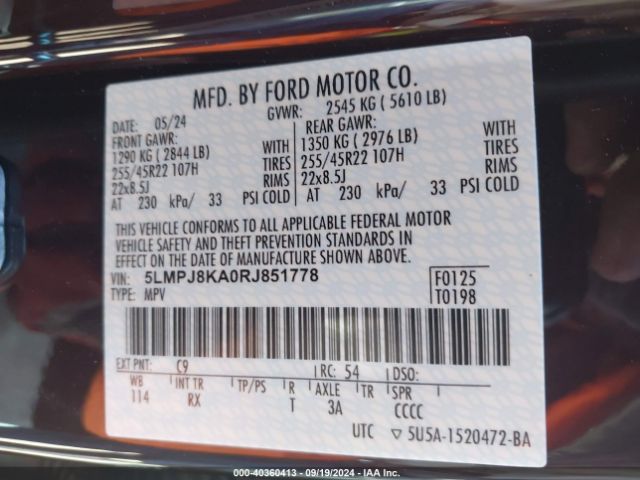 MFD. BY FORD MOTOR CO.
DATE: 05/24 GVWR: 2545 KG ( 5610 LB)
FRONT GAWR: REAR GAWR:
1290 KG ( 2844 LB) WITH 1350 KG ( 2976 LB) WITH
255/45R22 107H TIRES 255/45R22 107H TIRES
22x8.5J RIMS 22x8.5J RIMS
AT 230 kPa/ 33 PSI COLD AT 230 kPa/ 33 PSI COLD
THIS VEHICLE CONFORMS TO ALL APPLICABLE FEDERAL MOTOR
VEHICLE SAFETY AND THEFT PREVENTION STANDARDS IN
EFFECT ON THE DATE OF MANUFACTURE SHOWN ABOVE.
VIN: 5LMPJ8KA0RJ851778 F0125
TYPE: MPV T0198
EXT PNT: C9 RC: 54 DSO:
WB INT TR TP/PS R AXLE TR SPR
114 RX T 3A CCCC
UTC ▽5U5A-1520472-BA
000-40360413 - 09/19/2024 - IAA Inc.